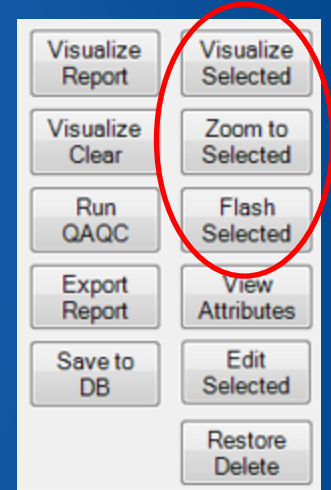 Visualize
Report
Visualize
Selected
Visualize
Clear
Zoom to
Selected
Run
QAQC
Flash
Selected
Export
Report
View
Attributes
Save to
DB
Edit
Selected
Restore
Delete